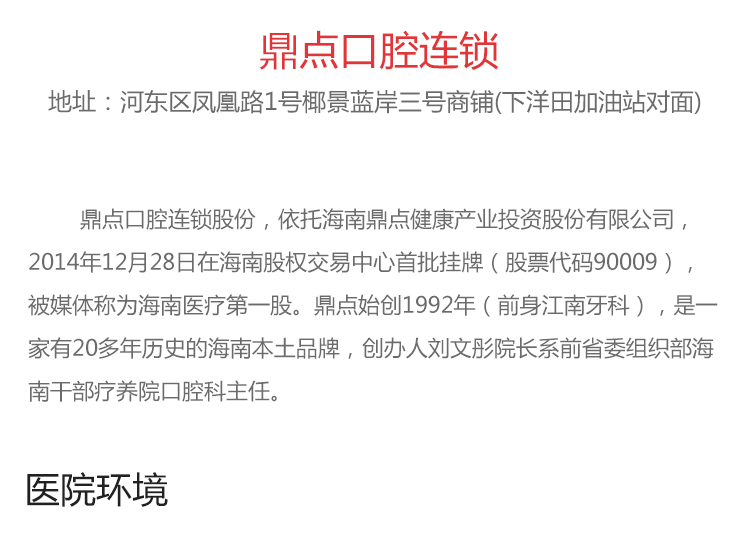 鼎点口腔连锁
地址：河东区凤凰路1号椰景蓝岸三号商铺(下洋田加油站对面)
鼎点口腔连锁股份，依托海南鼎点健康产业投资股份有限公司，
2014年12月28日在海南股权交易中心首批挂牌（股票代码90009），
被媒体称为海南医疗第一股。鼎点始创1992年（前身江南牙科），是一
家有20多年历史的海南本土品牌，创办人刘文彤院长系前省委组织部海
南干部疗养院口腔科主任。
医院环境